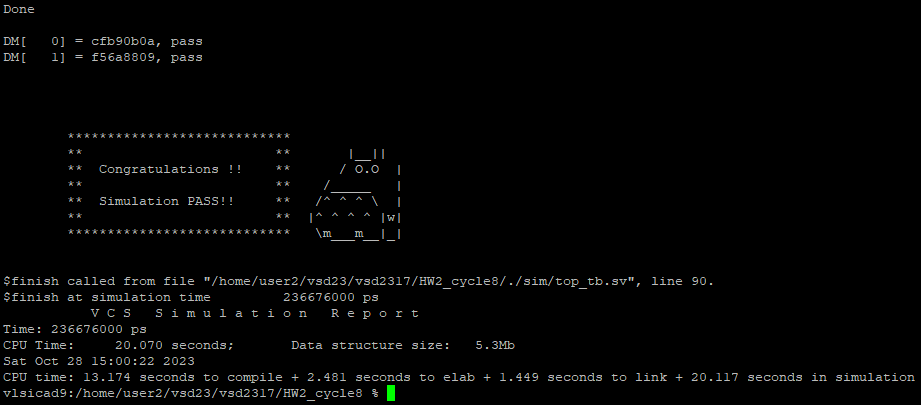 Done
DM[   0] = cfb90b0a, pass
DM[   1] = f56a8809, pass
        ****************************
        **                        **       |__||
        **  Congratulations !!    **      / O.O  |
        **                        **    /_____   |
        **  Simulation PASS!!     **   /^ ^ ^ \  |
        **                        **  |^ ^ ^ ^ |w|
        ****************************   \m___m__|_|
$finish called from file "/home/user2/vsd23/vsd2317/HW2_cycle8/./sim/top_tb.sv", line 90.
$finish at simulation time         236676000 ps
           V C S   S i m u l a t i o n   R e p o r t
Time: 236676000 ps
CPU Time:     20.070 seconds;       Data structure size:   5.3Mb
Sat Oct 28 15:00:22 2023
CPU time: 13.174 seconds to compile + 2.481 seconds to elab + 1.449 seconds to link + 20.117 seconds in simulation
vlsicad9:/home/user2/vsd23/vsd2317/HW2_cycle8 %